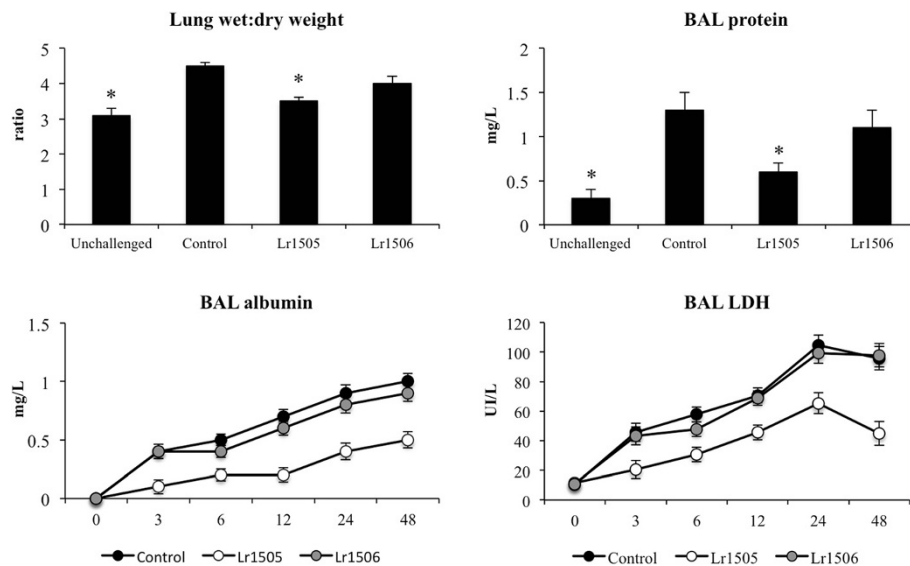 Lung wet:dry weight
ratio
5
4
3
2
1
0
*
*
Unchallenged Control Lr1505 Lr1506
BAL protein
mg/L
2
1.5
1
0.5
0
*
*
Unchallenged Control Lr1505 Lr1506
BAL albumin
mg/L
1.5
1
0.5
0
0 3 6 12 24 48
Control Lr1505 Lr1506
BAL LDH
UI/L
120
100
80
60
40
20
0
0 3 6 12 24 48
Control Lr1505 Lr1506